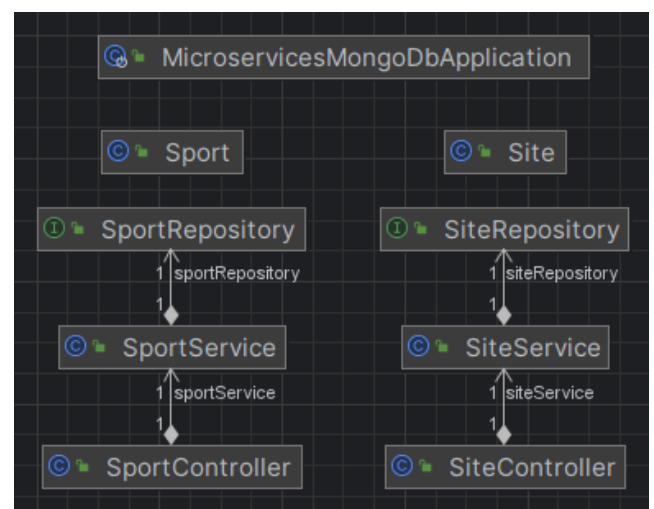 MicroservicesMongoDbApplication
Sport
Site
SportRepository
SiteRepository
1 sportRepository
1 siteRepository
1
1
SportService
SiteService
1 sportService
1 siteService
1
1
SportController
SiteController